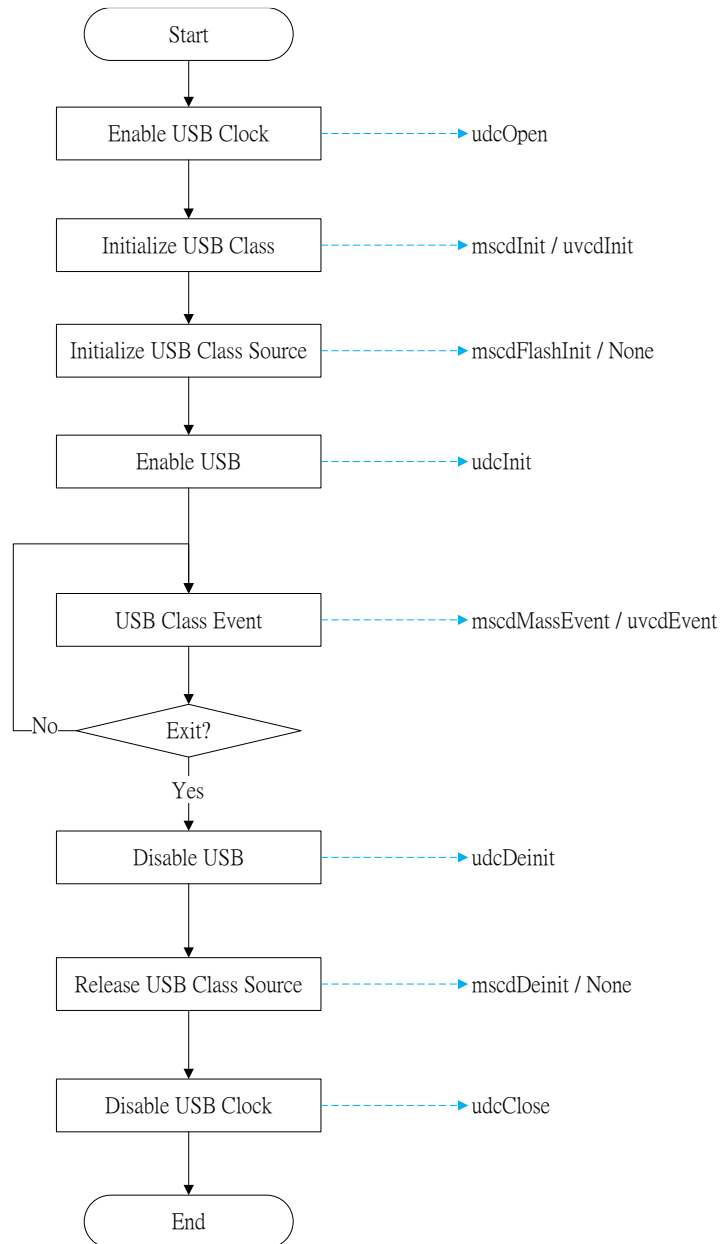 Start
Enable USB Clock
udcOpen
Initialize USB Class
mscdInit / uvcdInit
Initialize USB Class Source
mscdFlashInit / None
Enable USB
udcInit
USB Class Event
mscdMassEvent / uvcdEvent
No
Exit?
Yes
Disable USB
udcDeinit
Release USB Class Source
mscdDeinit / None
Disable USB Clock
udcClose
End